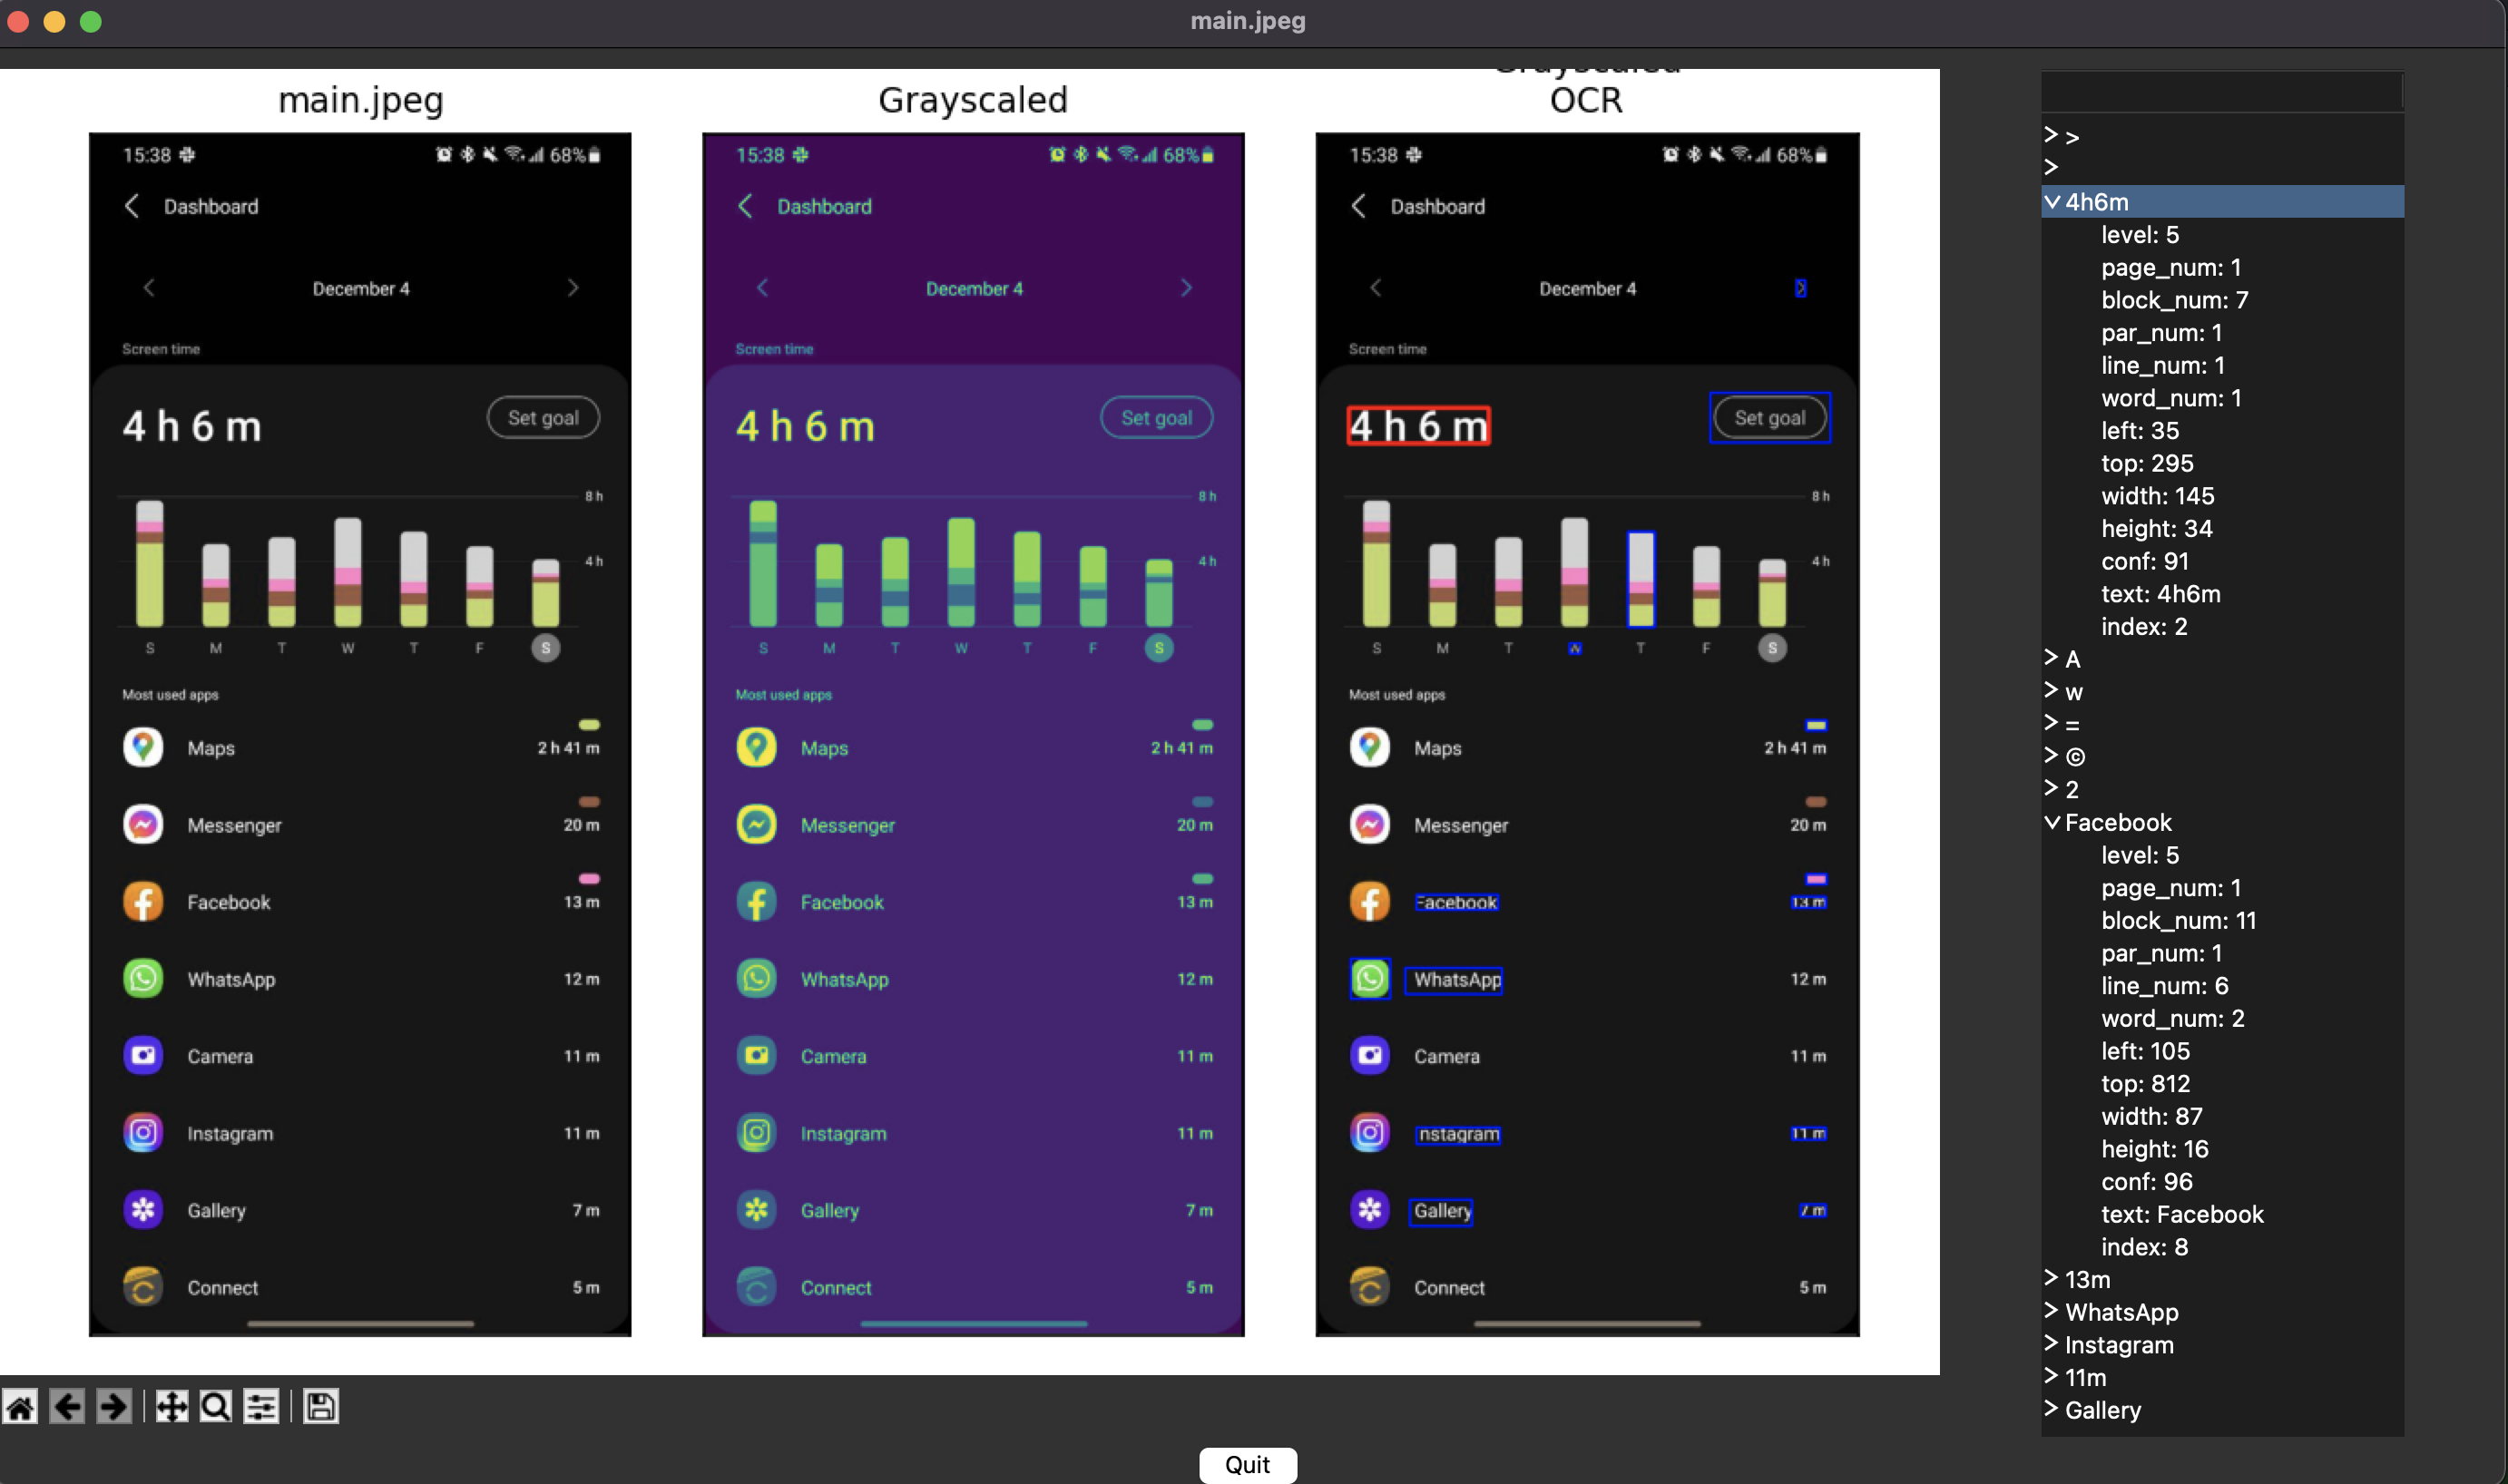 main.jpeg
main.jpeg
15:38 68%
Dashboard
December 4
Screen time
4 h 6 m
Set goal
8 h
4 h
S M T W T F S
Most used apps
Maps 2 h 41 m
Messenger 20 m
Facebook 13 m
WhatsApp 12 m
Camera 11 m
Instagram 11 m
Gallery 7 m
Connect 5 m
Grayscaled
15:38 68%
Dashboard
December 4
Screen time
4 h 6 m
Set goal
8 h
4 h
S M T W T F S
Most used apps
Maps 2 h 41 m
Messenger 20 m
Facebook 13 m
WhatsApp 12 m
Camera 11 m
Instagram 11 m
Gallery 7 m
Connect 5 m
Grayscaled
OCR
15:38 68%
Dashboard
December 4
Screen time
4 h 6 m
Set goal
8 h
4 h
S M T W T F S
Most used apps
Maps 2 h 41 m
Messenger 20 m
Facebook 13 m
WhatsApp 12 m
Camera 11 m
Instagram 11 m
Gallery 7 m
Connect 5 m
>
4h6m
level: 5
page_num: 1
block_num: 7
par_num: 1
line_num: 1
word_num: 1
left: 35
top: 295
width: 145
height: 34
conf: 91
text: 4h6m
index: 2
A
w
=
©
2
Facebook
level: 5
page_num: 1
block_num: 11
par_num: 1
line_num: 6
word_num: 2
left: 105
top: 812
width: 87
height: 16
conf: 96
text: Facebook
index: 8
13m
WhatsApp
Instagram
11m
Gallery
Quit